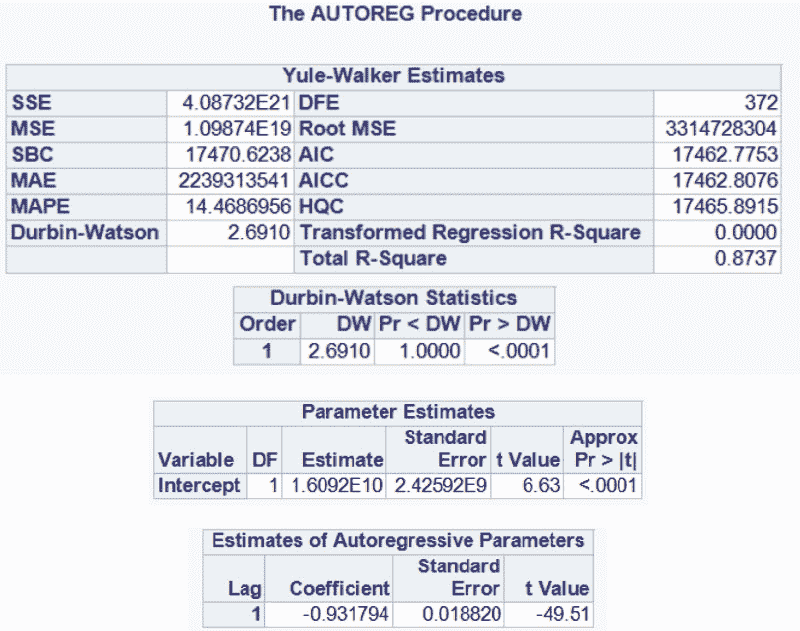 The AUTOREG Procedure
Yule-Walker Estimates
SSE 4.08732E21 DFE 372
MSE 1.09874E19 Root MSE 3314728304
SBC 17470.6238 AIC 17462.7753
MAE 2239313541 AICC 17462.8076
MAPE 14.4686956 HQC 17465.8915
Durbin-Watson 2.6910 Transformed Regression R-Square 0.0000
Total R-Square 0.8737
Durbin-Watson Statistics
Order DW Pr < DW Pr > DW
1 2.6910 1.0000 <.0001
Parameter Estimates
Variable DF Estimate Standard Error t Value Approx Pr > |t|
Intercept 1 1.6092E10 2.42592E9 6.63 <.0001
Estimates of Autoregressive Parameters
Lag Coefficient Standard Error t Value
1 -0.931794 0.018820 -49.51